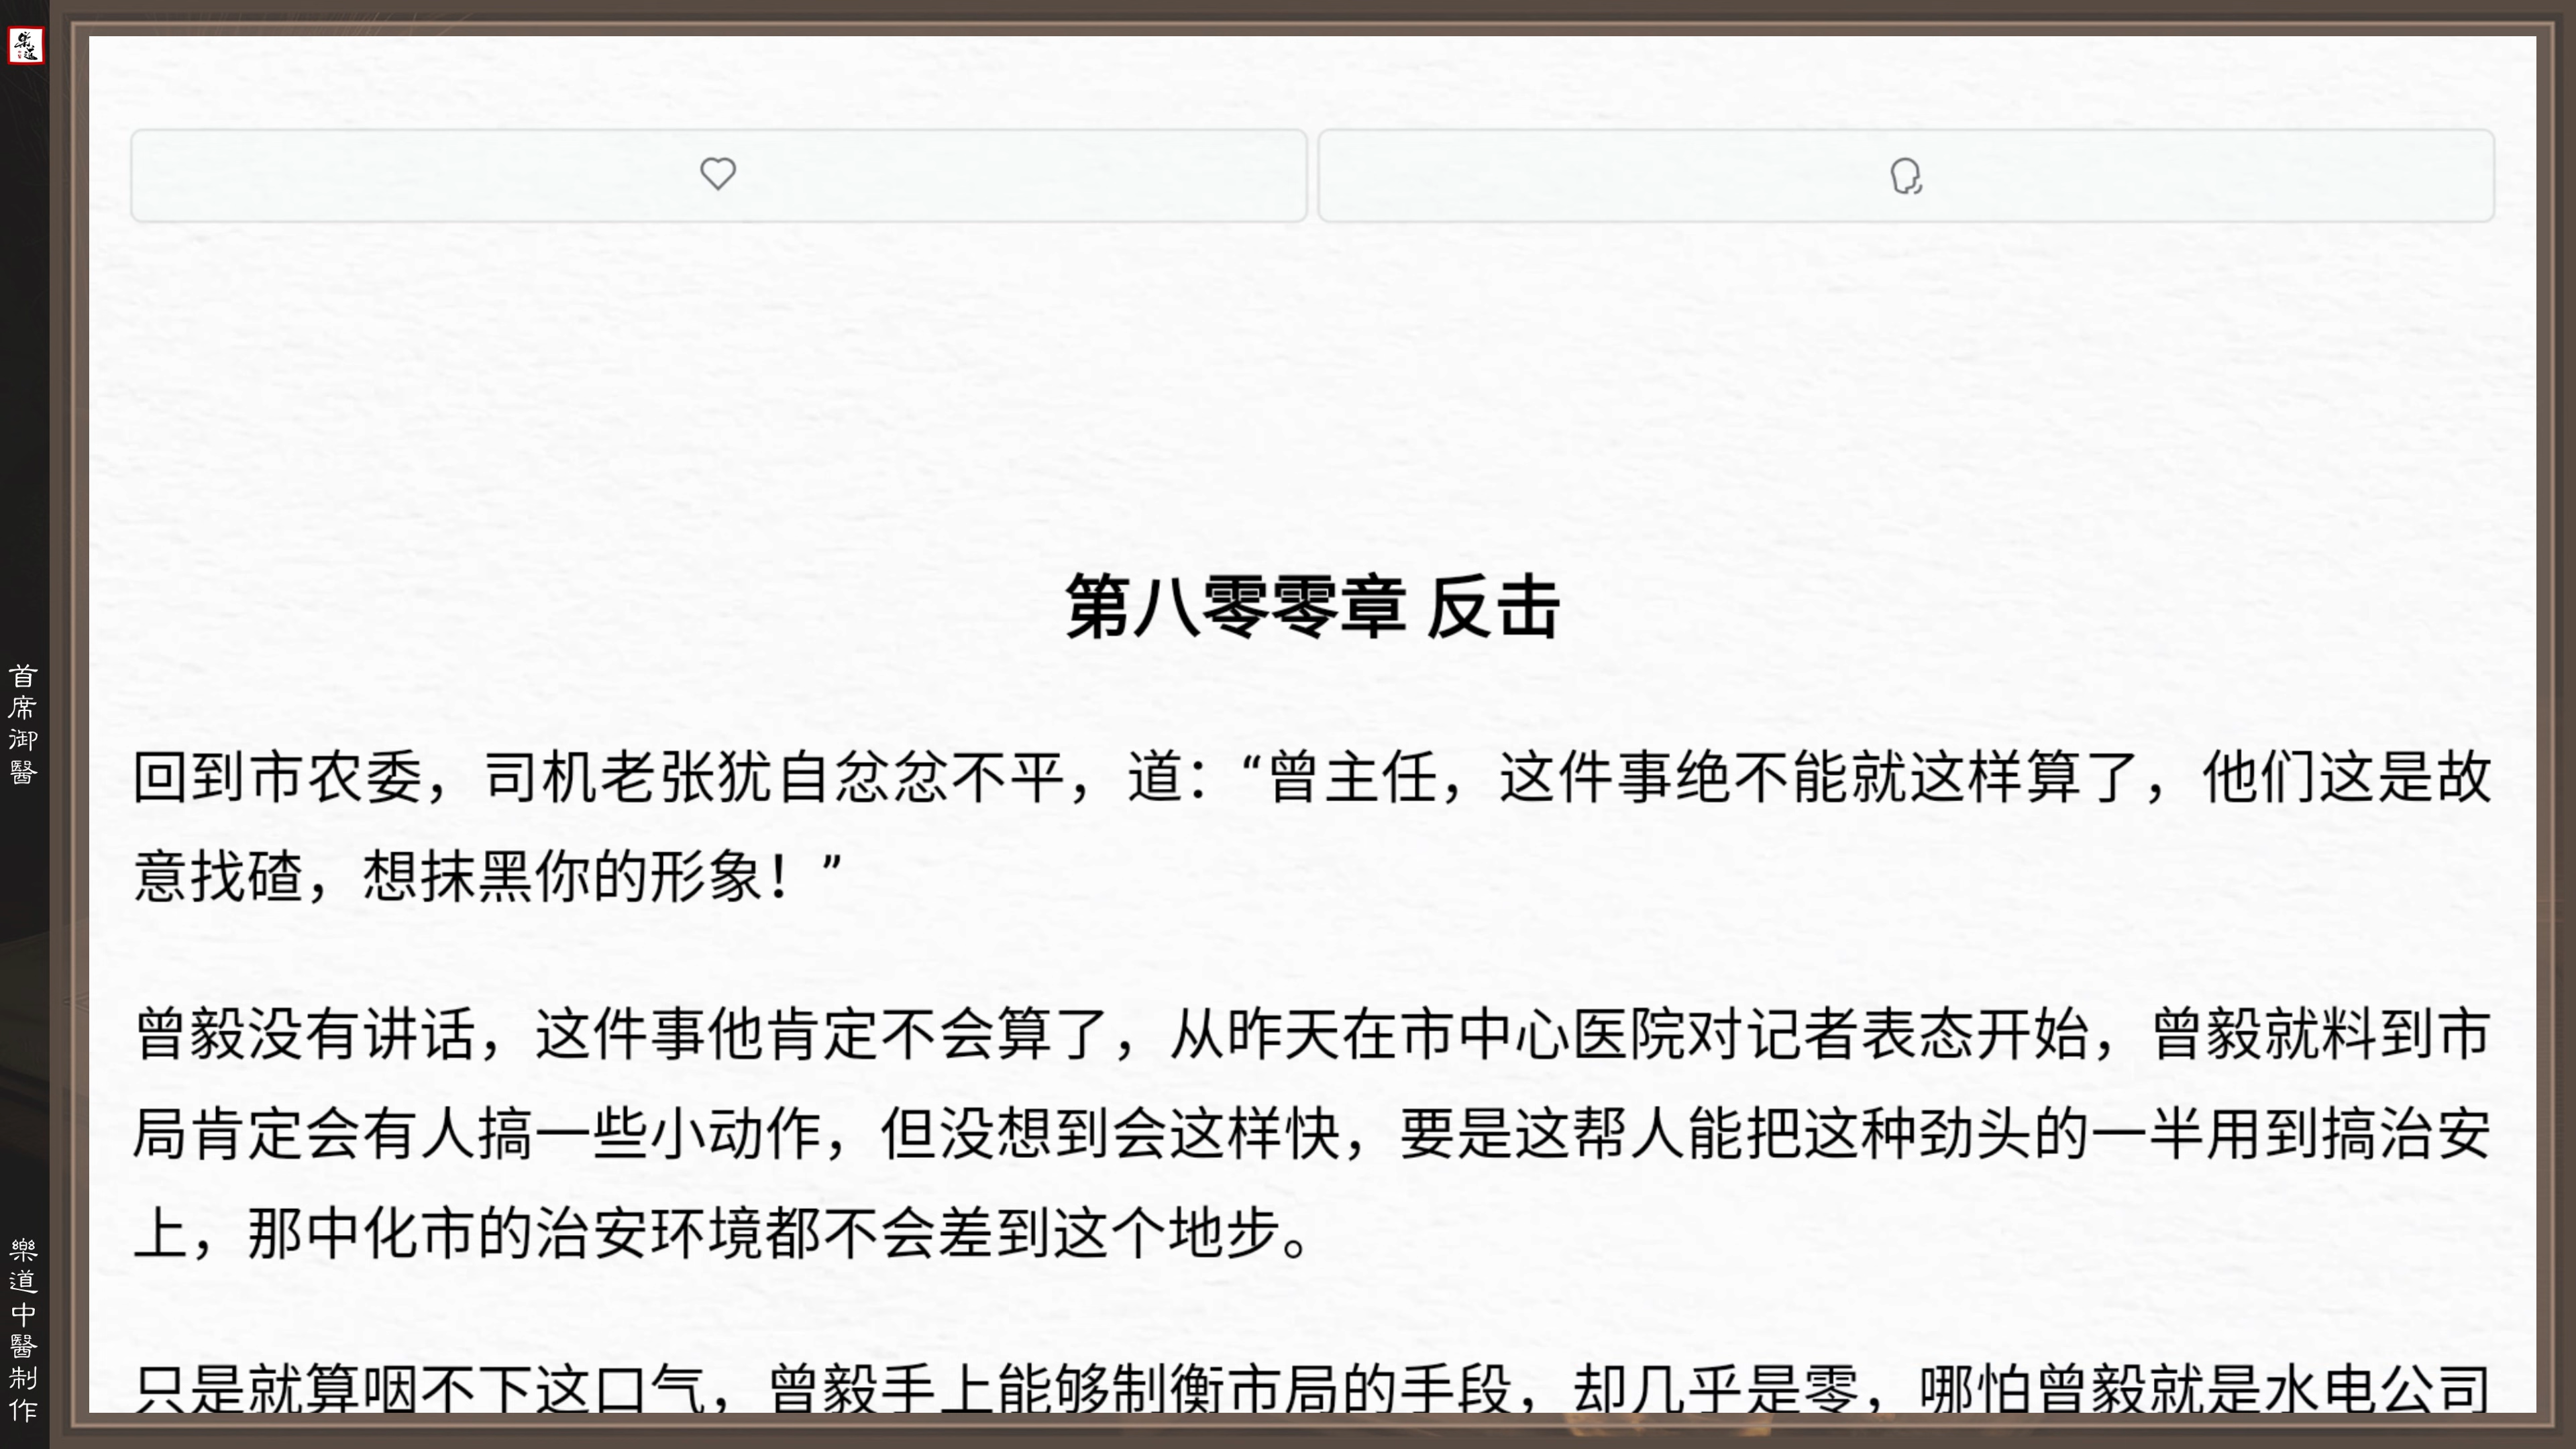 第八零零章 反击
回到市农委，司机老张犹自忿忿不平，道：“曾主任，这件事绝不能就这样算了，他们这是故
意找碴，想抹黑你的形象！”
曾毅没有讲话，这件事他肯定不会算了，从昨天在市中心医院对记者表态开始，曾毅就料到市
局肯定会有人搞一些小动作，但没想到会这样快，要是这帮人能把这种劲头的一半用到搞治安
上，那中化市的治安环境都不会差到这个地步。
只是就算咽不下这口气，曾毅手上能够制衡市局的手段，却几乎是零，哪怕曾毅就是水电公司
樂道
首席御醫
樂道中醫制作